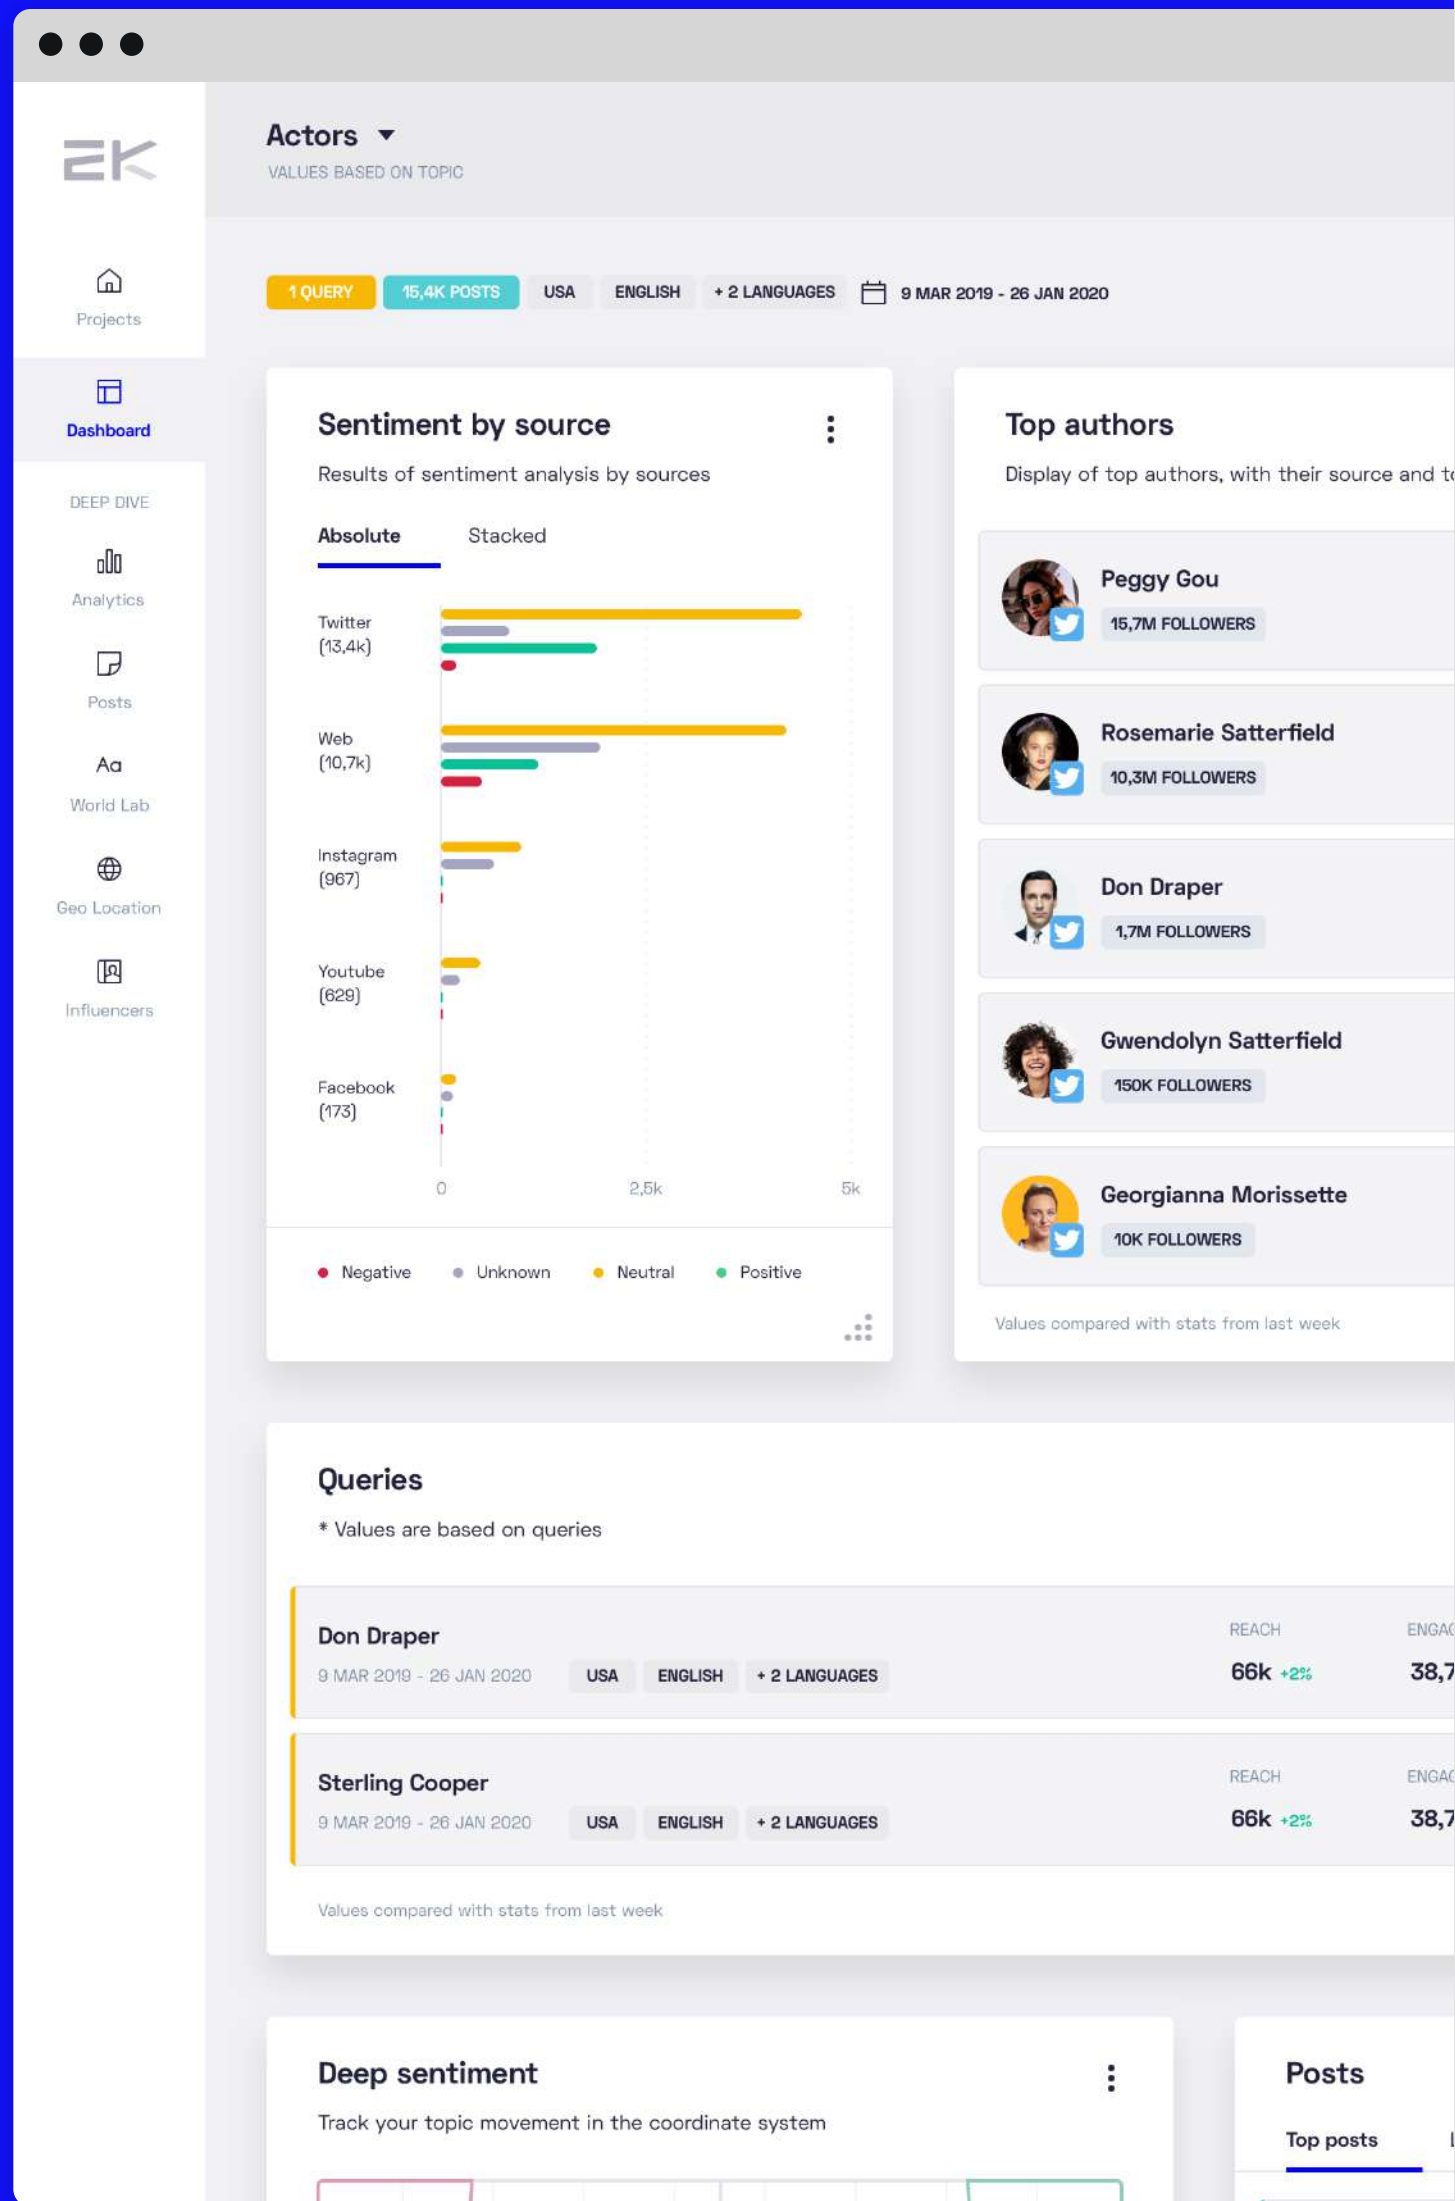 EK
Actors
VALUES BASED ON TOPIC
Projects
Dashboard
DEEP DIVE
Analytics
Posts
Aa
World Lab
Geo Location
Influencers
1 QUERY 15,4K POSTS USA ENGLISH + 2 LANGUAGES 9 MAR 2019 - 26 JAN 2020
Sentiment by source
Results of sentiment analysis by sources
Absolute Stacked
Twitter
(13,4k)
Web
(10,7k)
Instagram
(967)
Youtube
(629)
Facebook
(173)
0 2,5k 5k
Negative Unknown Neutral Positive
Top authors
Display of top authors, with their source and
Peggy Gou
15,7M FOLLOWERS
Rosemarie Satterfield
10,3M FOLLOWERS
Don Draper
1,7M FOLLOWERS
Gwendolyn Satterfield
150K FOLLOWERS
Georgianna Morissette
10K FOLLOWERS
Values compared with stats from last week
Queries
* Values are based on queries
Don Draper
9 MAR 2019 - 26 JAN 2020 USA ENGLISH + 2 LANGUAGES
REACH
66k +2%
38,7
Sterling Cooper
9 MAR 2019 - 26 JAN 2020 USA ENGLISH + 2 LANGUAGES
REACH
66k +2%
38,7
Values compared with stats from last week
Deep sentiment
Track your topic movement in the coordinate system
Posts
Top posts